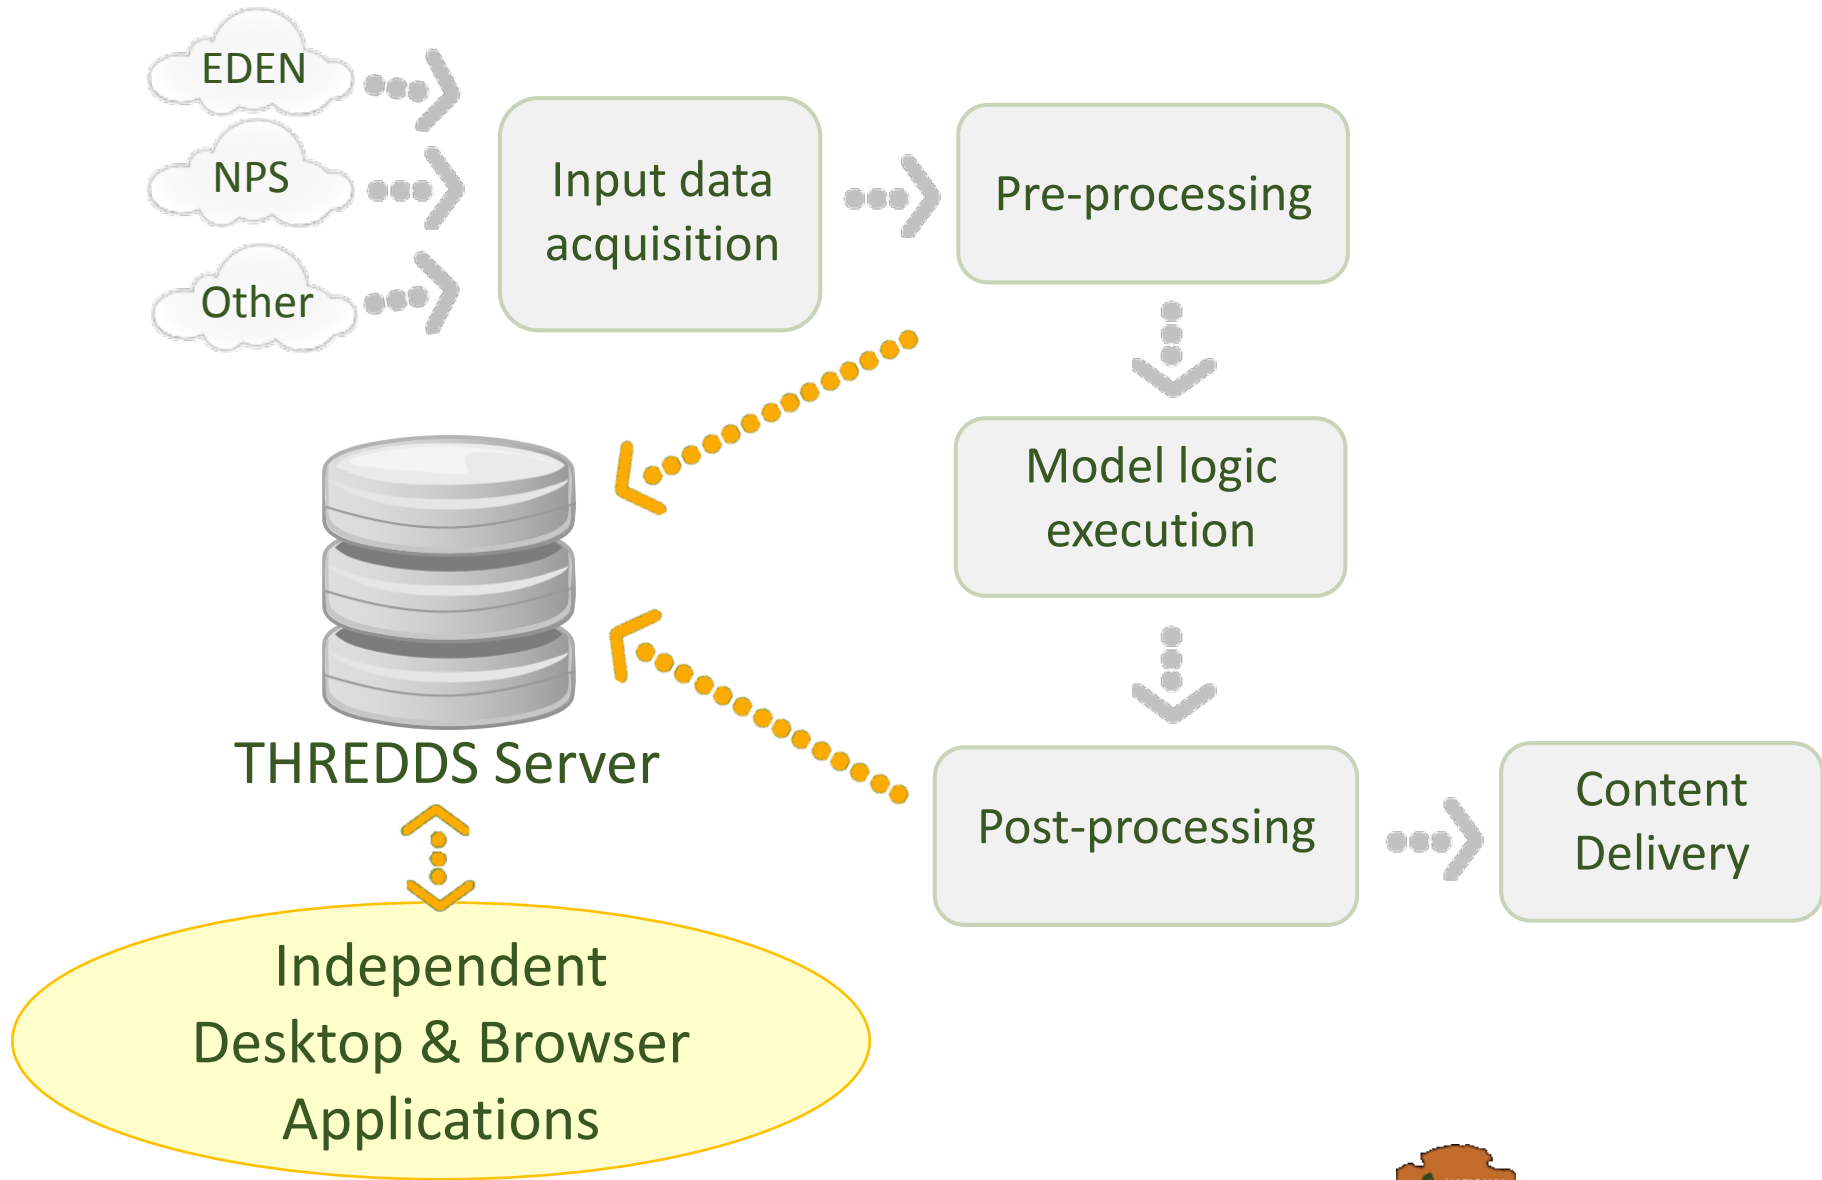 EDEN
NPS
Other
Input data
acquisition
Pre-processing
Model logic
execution
THREDDS Server
Post-processing
Content
Delivery
Independent
Desktop & Browser
Applications